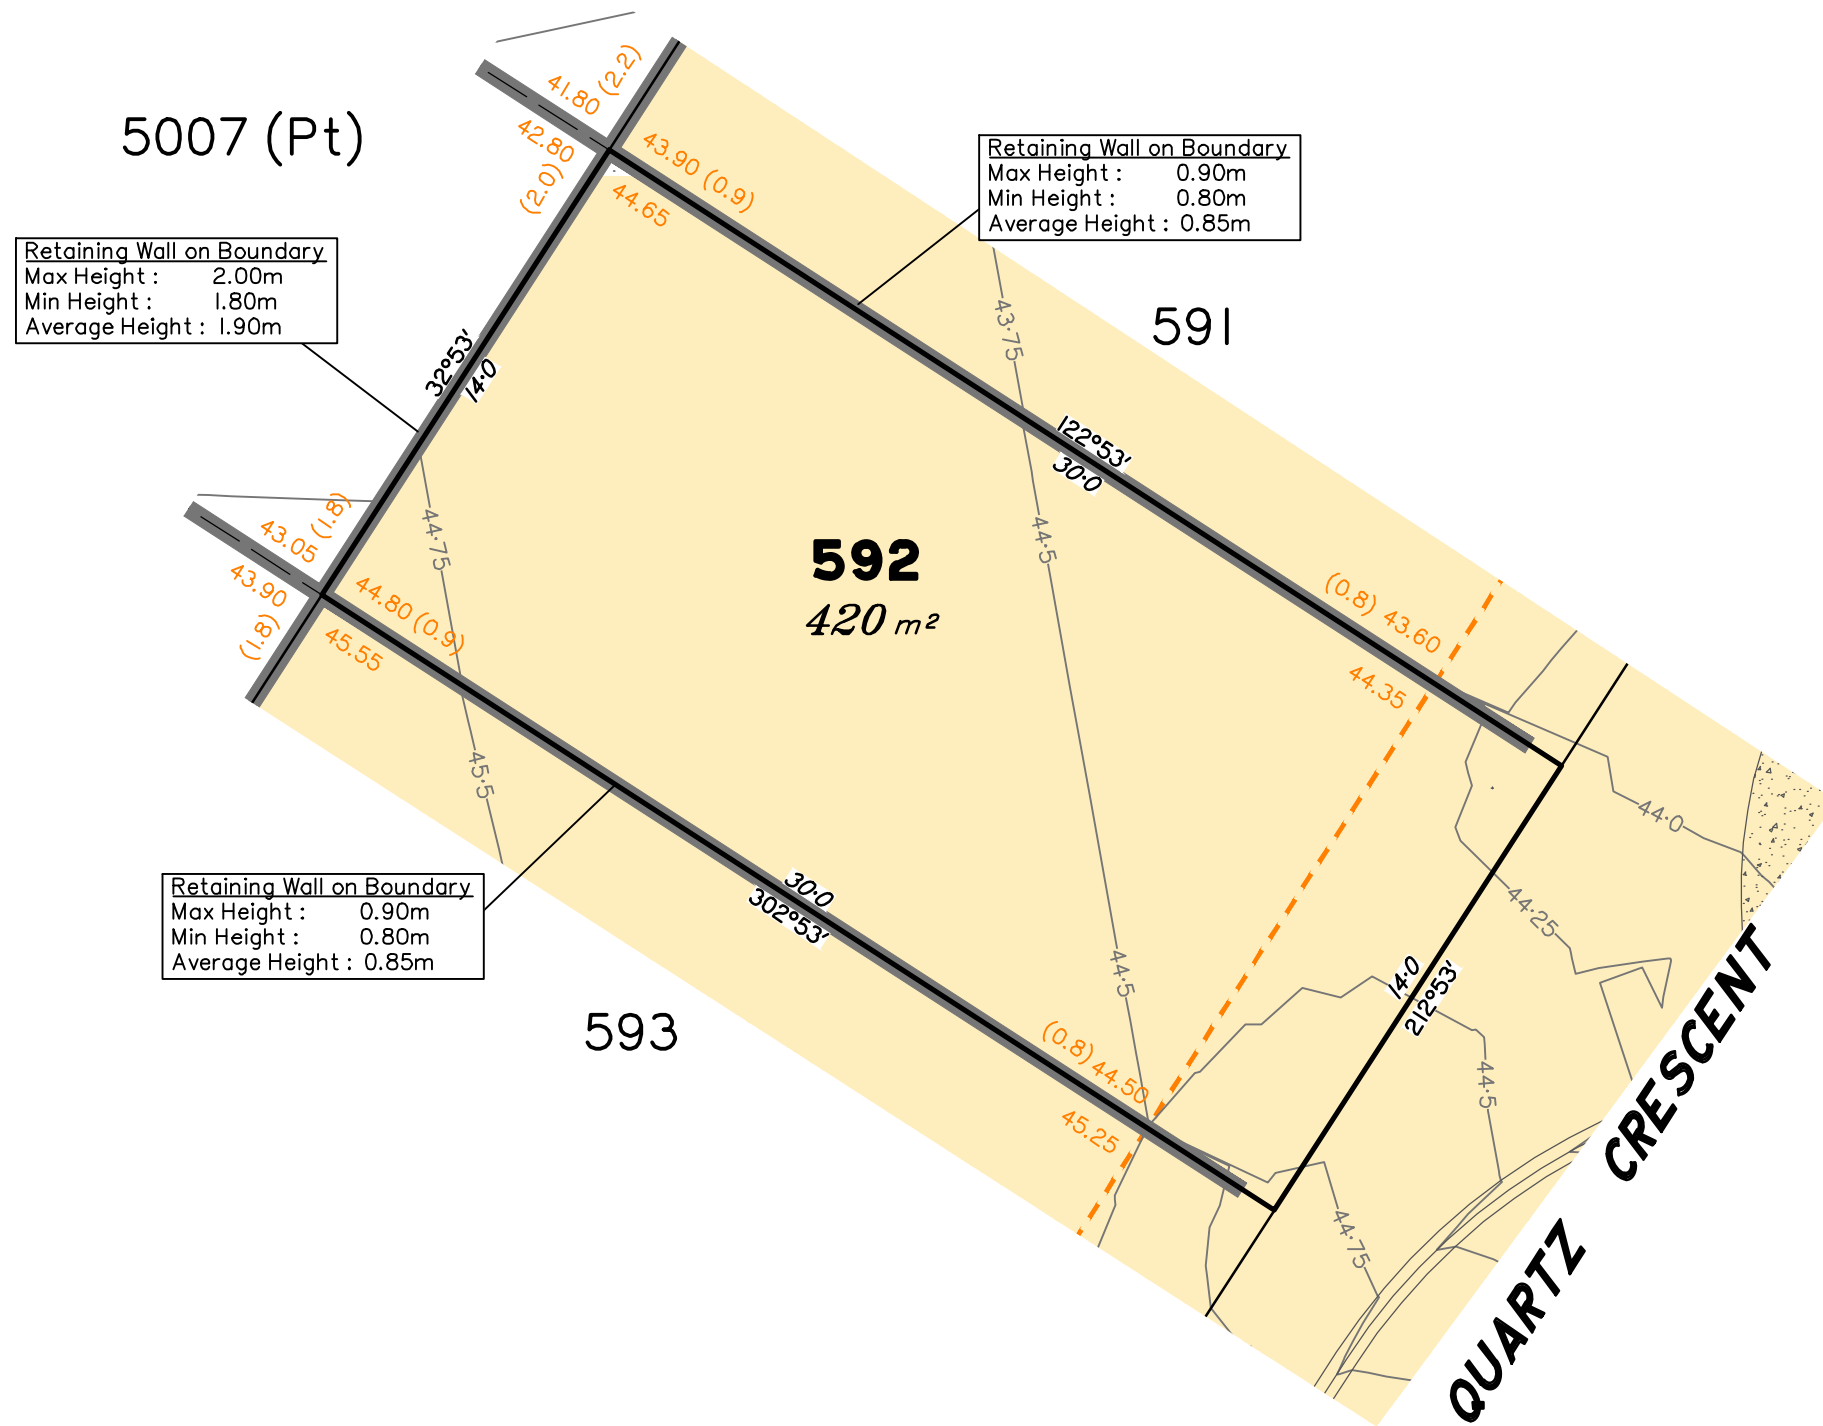 5007 (Pt)
41.80 (2.2)
42.80
(2.0)
43.90 (0.9)
44.65
Retaining Wall on Boundary
Max Height : 0.90m
Min Height : 0.80m
Average Height : 0.85m
Retaining Wall on Boundary
Max Height : 2.00m
Min Height : 1.80m
Average Height : 1.90m
591
43·75
32°53'
14·0
122°53'
30·0
43.05
(1.8)
43.90
(1.8)
44.80 (0.9)
45.55
44·75
44·5
592
420 m²
(0.8) 43.60
44.35
45·5
44·0
44·25
30·0
302°53'
Retaining Wall on Boundary
Max Height : 0.90m
Min Height : 0.80m
Average Height : 0.85m
593
44·5
14·0
212°53'
(0.8) 44.50
45.25
44·5
44·75
QUARTZ CRESCENT